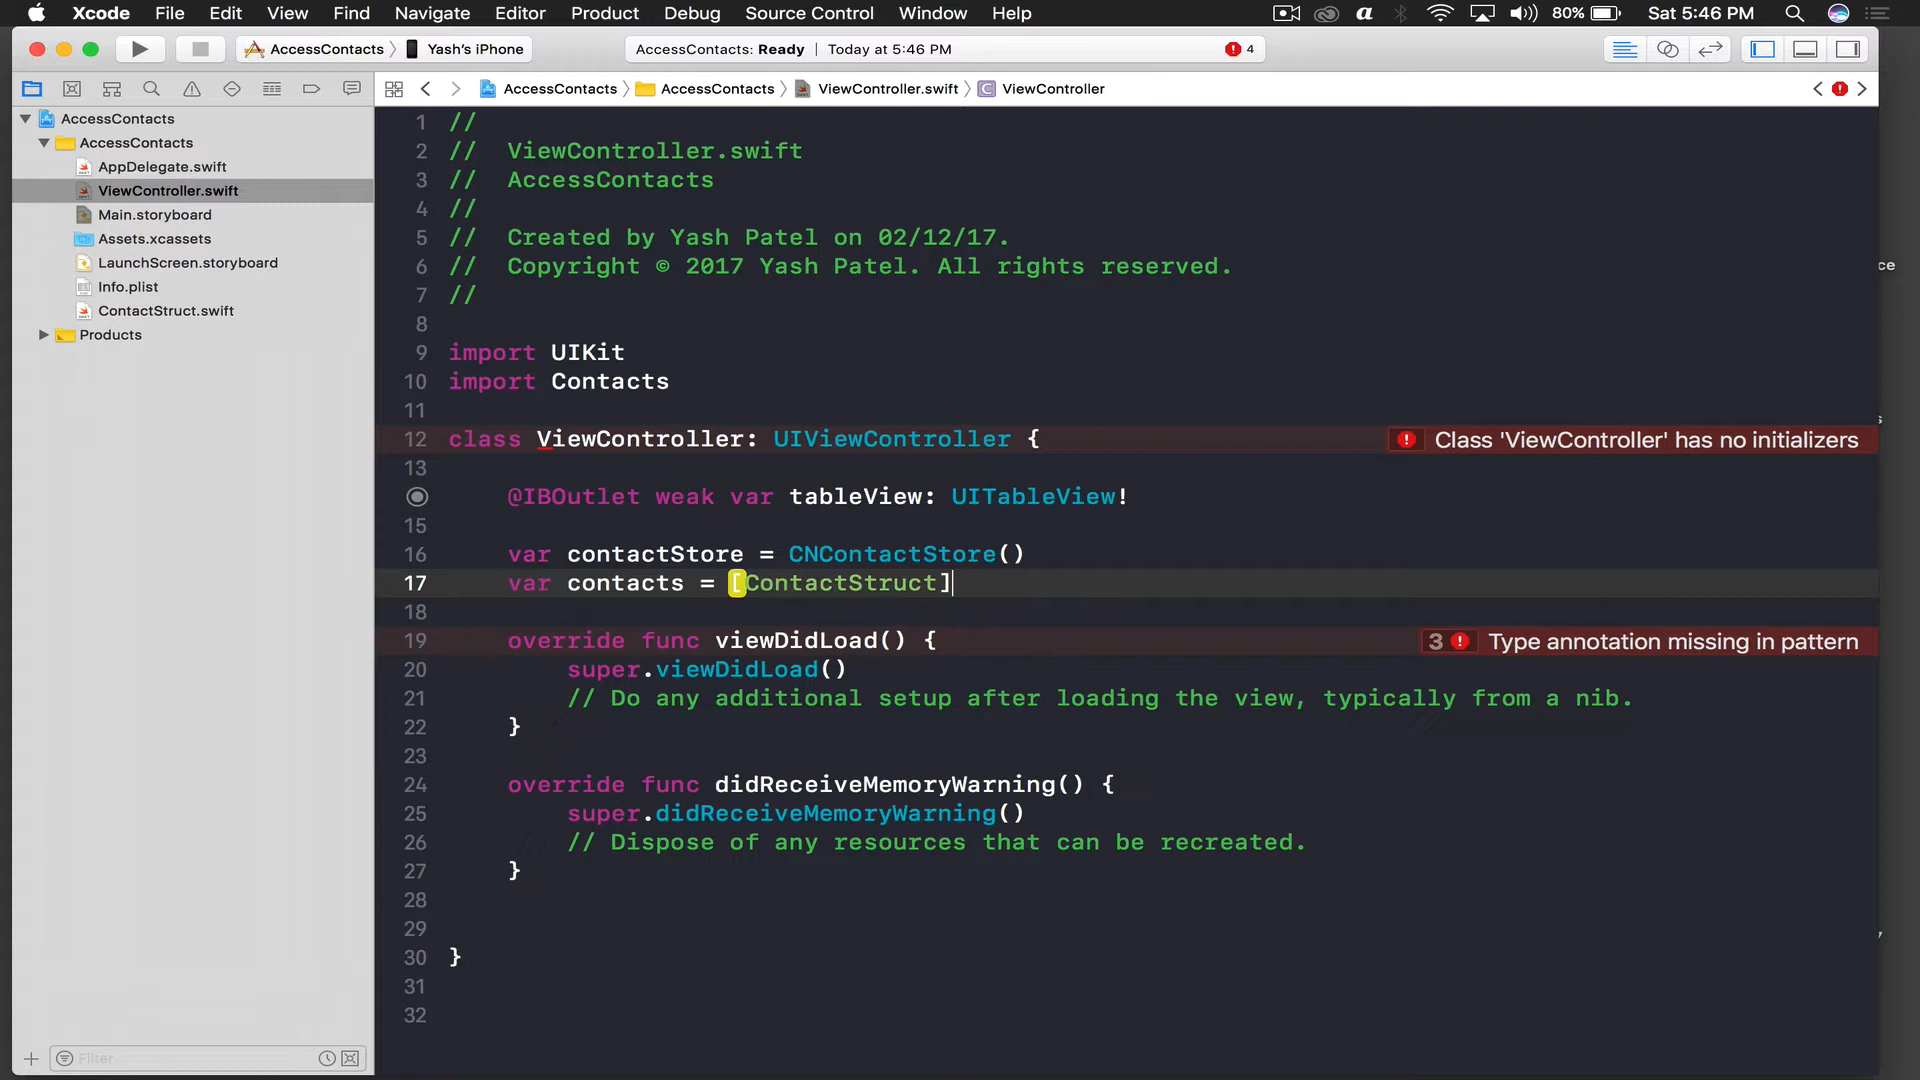 Xcode File Edit View Find Navigate Editor Product Debug Source Control Window Help 80% Sat 5:46 PM
AccessContacts Yash's iPhone AccessContacts: Ready Today at 5:46 PM 4
AccessContacts AccessContacts ViewController.swift C ViewController
AccessContacts
AccessContacts
AppDelegate.swift
ViewController.swift
Main.storyboard
Assets.xcassets
LaunchScreen.storyboard
Info.plist
ContactStruct.swift
Products
Filter
1 //
2 //  ViewController.swift
3 //  AccessContacts
4 //
5 //  Created by Yash Patel on 02/12/17.
6 //  Copyright © 2017 Yash Patel. All rights reserved.
7 //
8
9 import UIKit
10 import Contacts
11
12 class ViewController: UIViewController { Class 'ViewController' has no initializers
13
@IBOutlet weak var tableView: UITableView!
15
16 var contactStore = CNContactStore()
17 var contacts = [ContactStruct]
18
19 override func viewDidLoad() { 3 Type annotation missing in pattern
20 super.viewDidLoad()
21 // Do any additional setup after loading the view, typically from a nib.
22 }
23
24 override func didReceiveMemoryWarning() {
25 super.didReceiveMemoryWarning()
26 // Dispose of any resources that can be recreated.
27 }
28
29
30 }
31
32